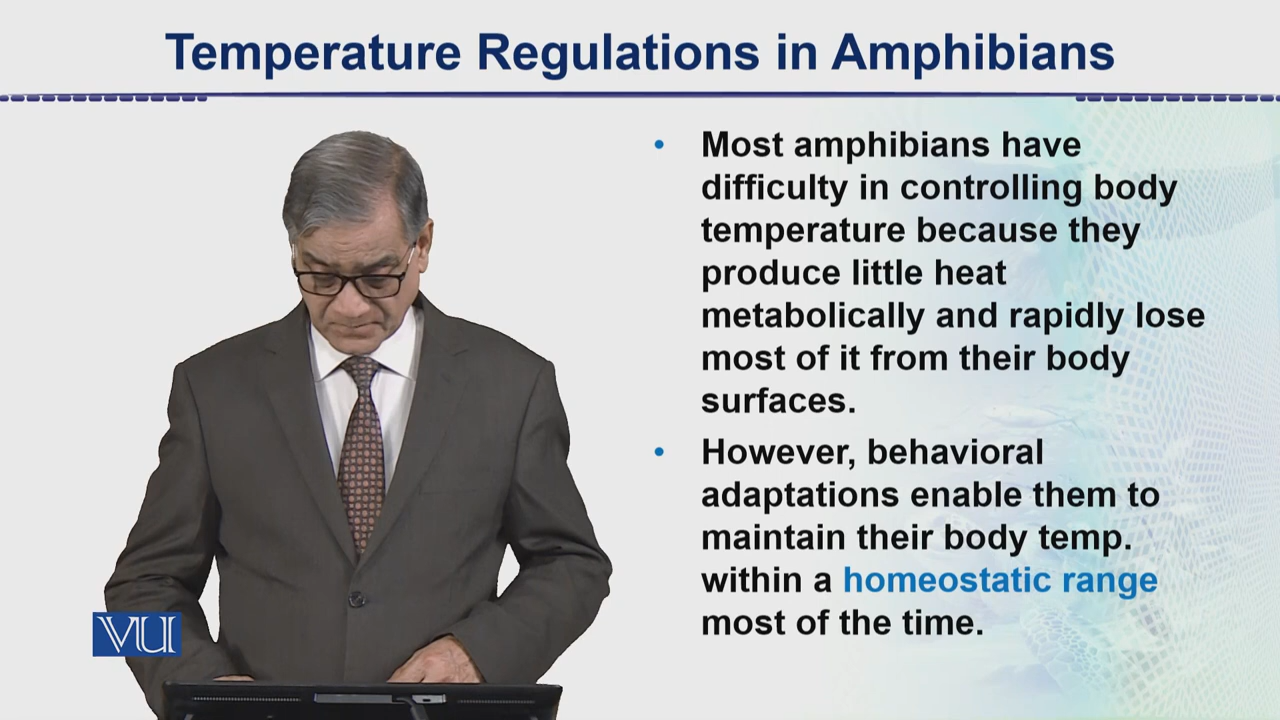 Temperature Regulations in Amphibians
• Most amphibians have
difficulty in controlling body
temperature because they
produce little heat
metabolically and rapidly lose
most of it from their body
surfaces.
• However, behavioral
adaptations enable them to
maintain their body temp.
within a homeostatic range
most of the time.
VU